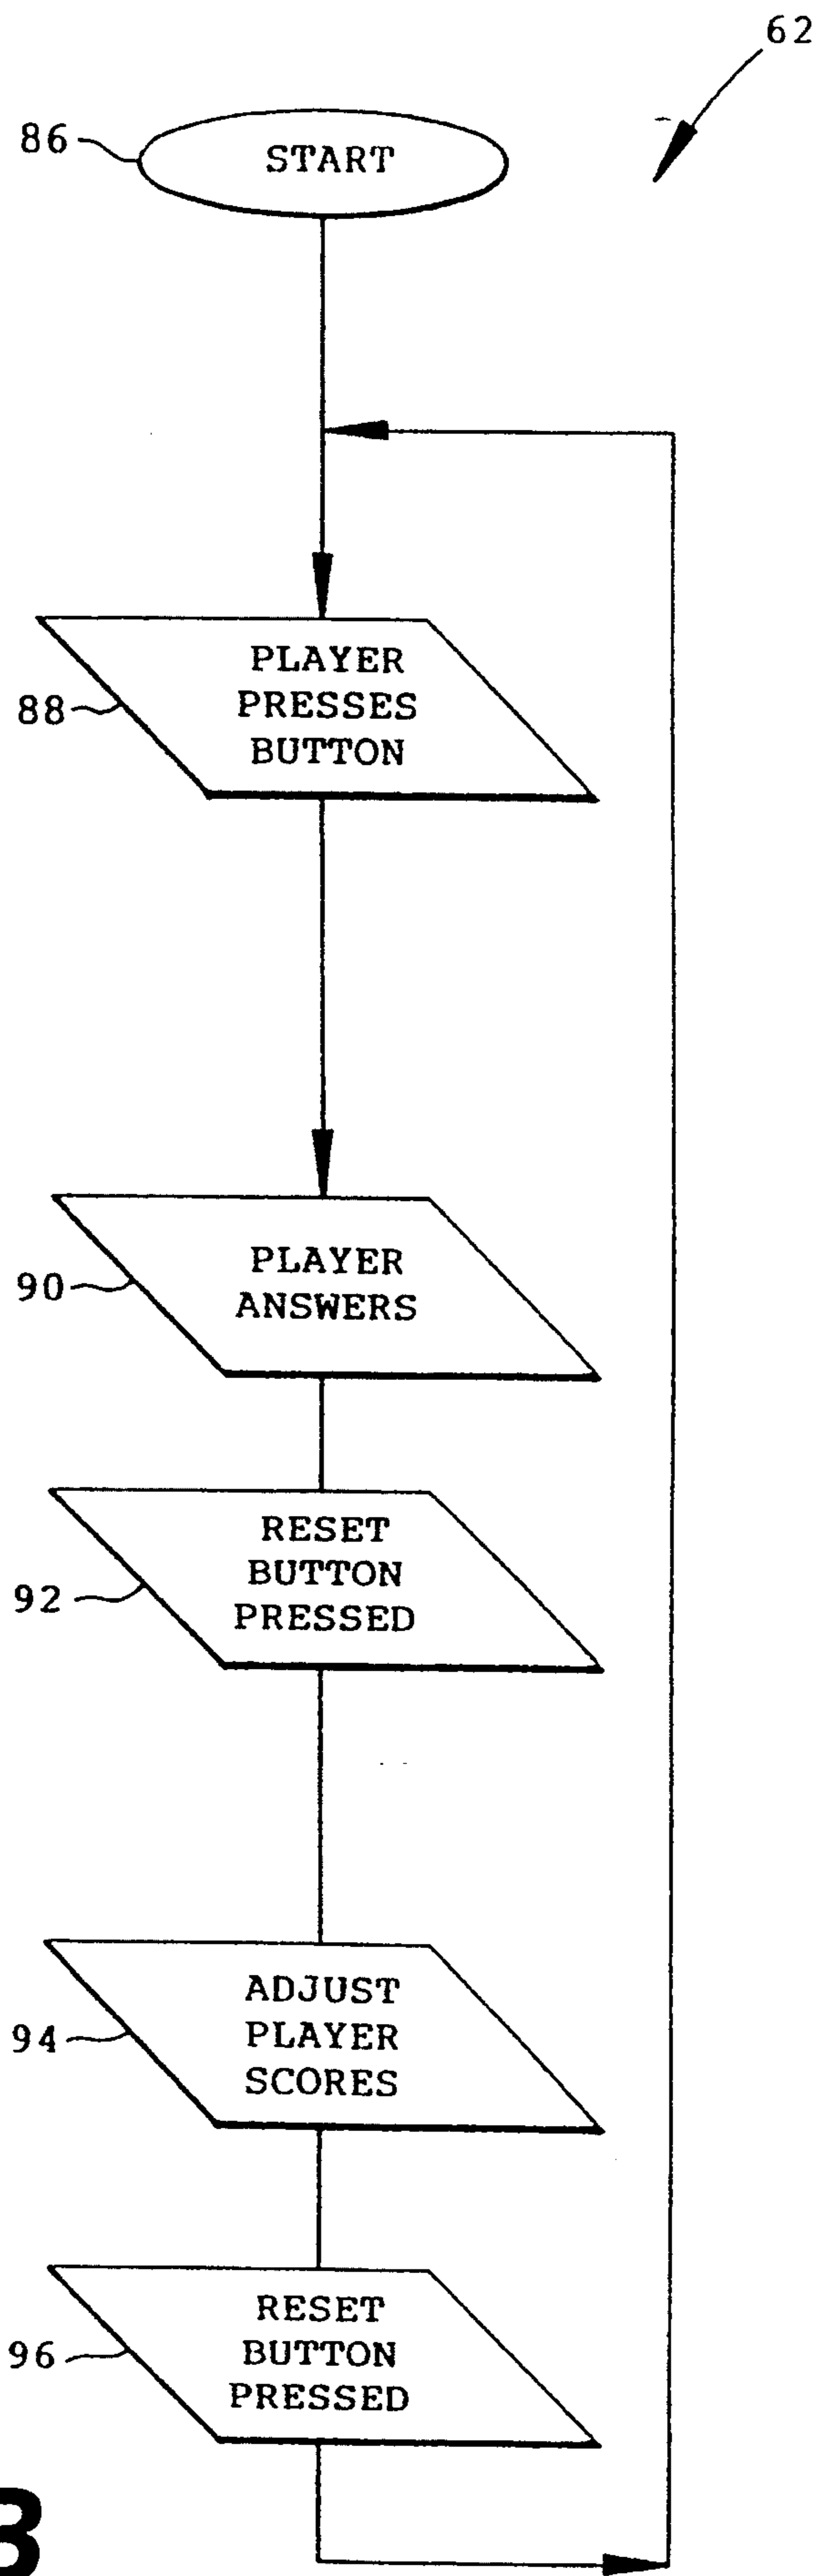 62
86
START
88
PLAYER
PRESSES
BUTTON
90
PLAYER
ANSWERS
92
RESET
BUTTON
PRESSED
94
ADJUST
PLAYER
SCORES
96
RESET
BUTTON
PRESSED